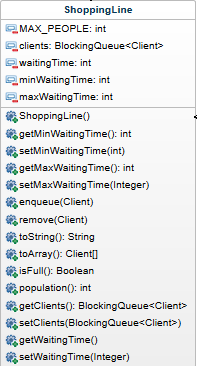 ShoppingLine
MAX_PEOPLE: int
clients: BlockingQueue<Client>
waitingTime: int
minWaitingTime: int
maxWaitingTime: int
ShoppingLine()
getMinWaitingTime(): int
setMinWaitingTime(int)
getMaxWaitingTime(): int
setMaxWaitingTime(Integer)
enqueue(Client)
remove(Client)
toString(): String
toArray(): Client[]
isFull(): Boolean
population(): int
getClients(): BlockingQueue<Client>
setClients(BlockingQueue<Client>)
getWaitingTime()
setWaitingTime(Integer)